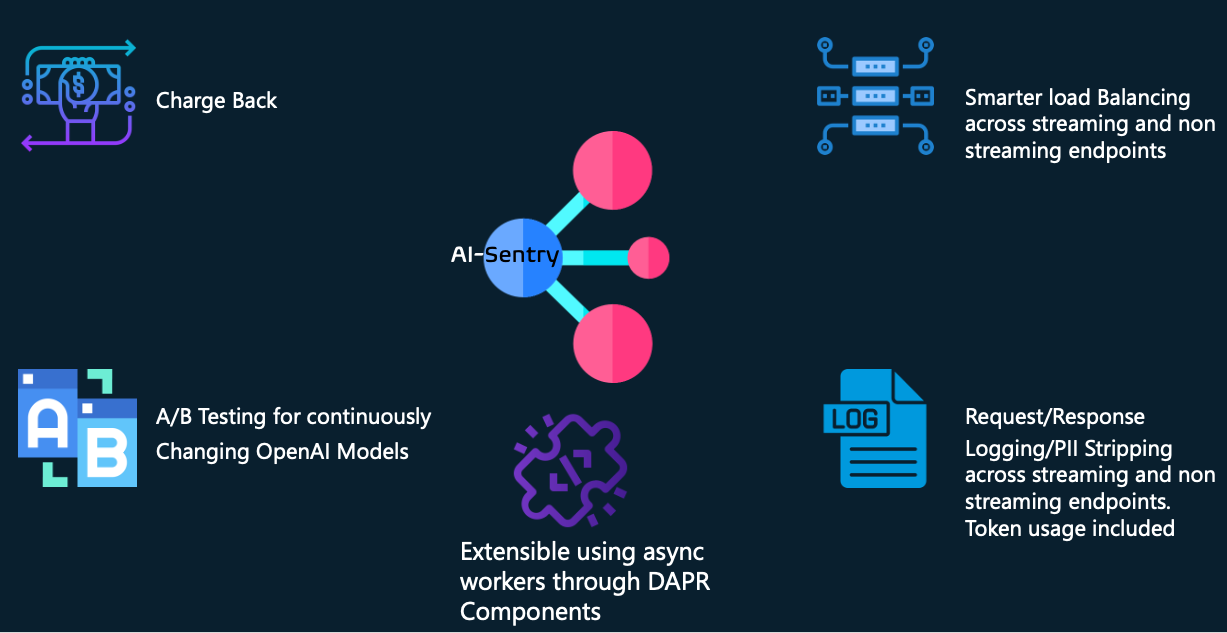 Charge Back
Smarter load Balancing
across streaming and non
streaming endpoints
AI-Sentry
A
B
A/B Testing for continuously
Changing OpenAI Models
LOG
Request/Response
Logging/PII Stripping
across streaming and non
streaming endpoints.
Token usage included
Extensible using async
workers through DAPR
Components